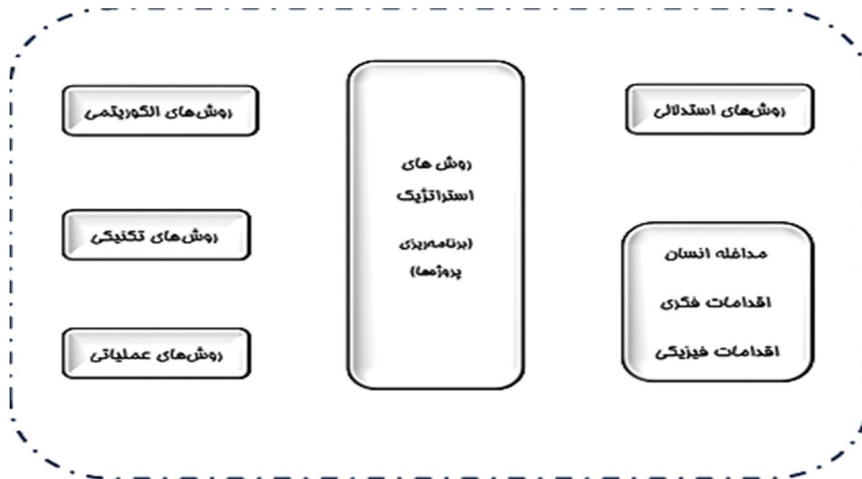 روش‌های استدلالی
مداخله انسان
اقدامات فکری
اقدامات فیزیکی
روش های
استراتژیک
(برنامه‌ریزی
پروژه‌ها)
روش‌های الگوریتمی
روش‌های تکنیکی
روش‌های عملیاتی